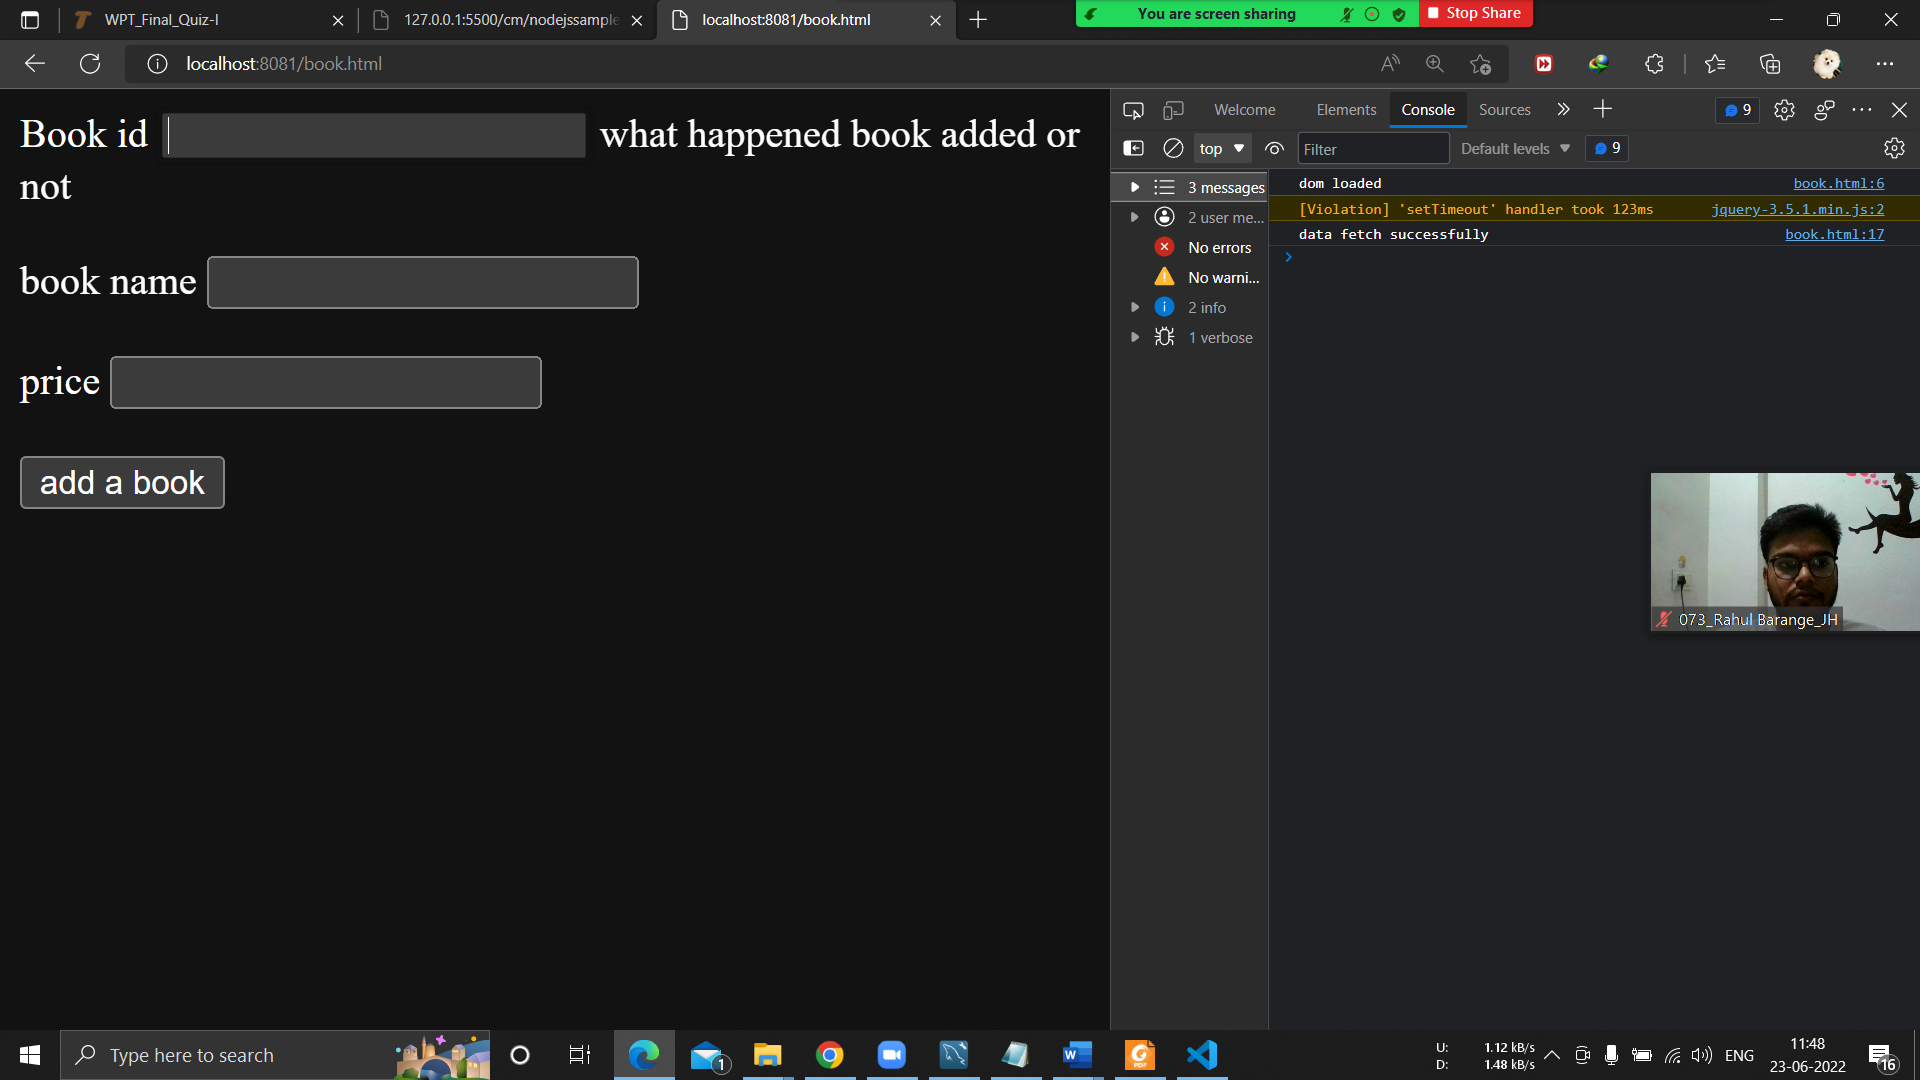 WPT_Final_Quiz-I
127.0.0.1:5500/cm/nodejssample
localhost:8081/book.html
You are screen sharing
Stop Share
localhost:8081/book.html
Book id
what happened book added or
not
book name
price
add a book
Welcome
Elements
Console
Sources
9
top
Filter
Default levels
9
3 messages
2 user me...
No errors
No warni...
2 info
1 verbose
dom loaded
book.html:6
[Violation] 'setTimeout' handler took 123ms
jquery-3.5.1.min.js:2
data fetch successfully
book.html:17
073_Rahul Barange_JH
Type here to search
1
U: 1.12 kB/s
D: 1.48 kB/s
ENG
11:48
23-06-2022
16